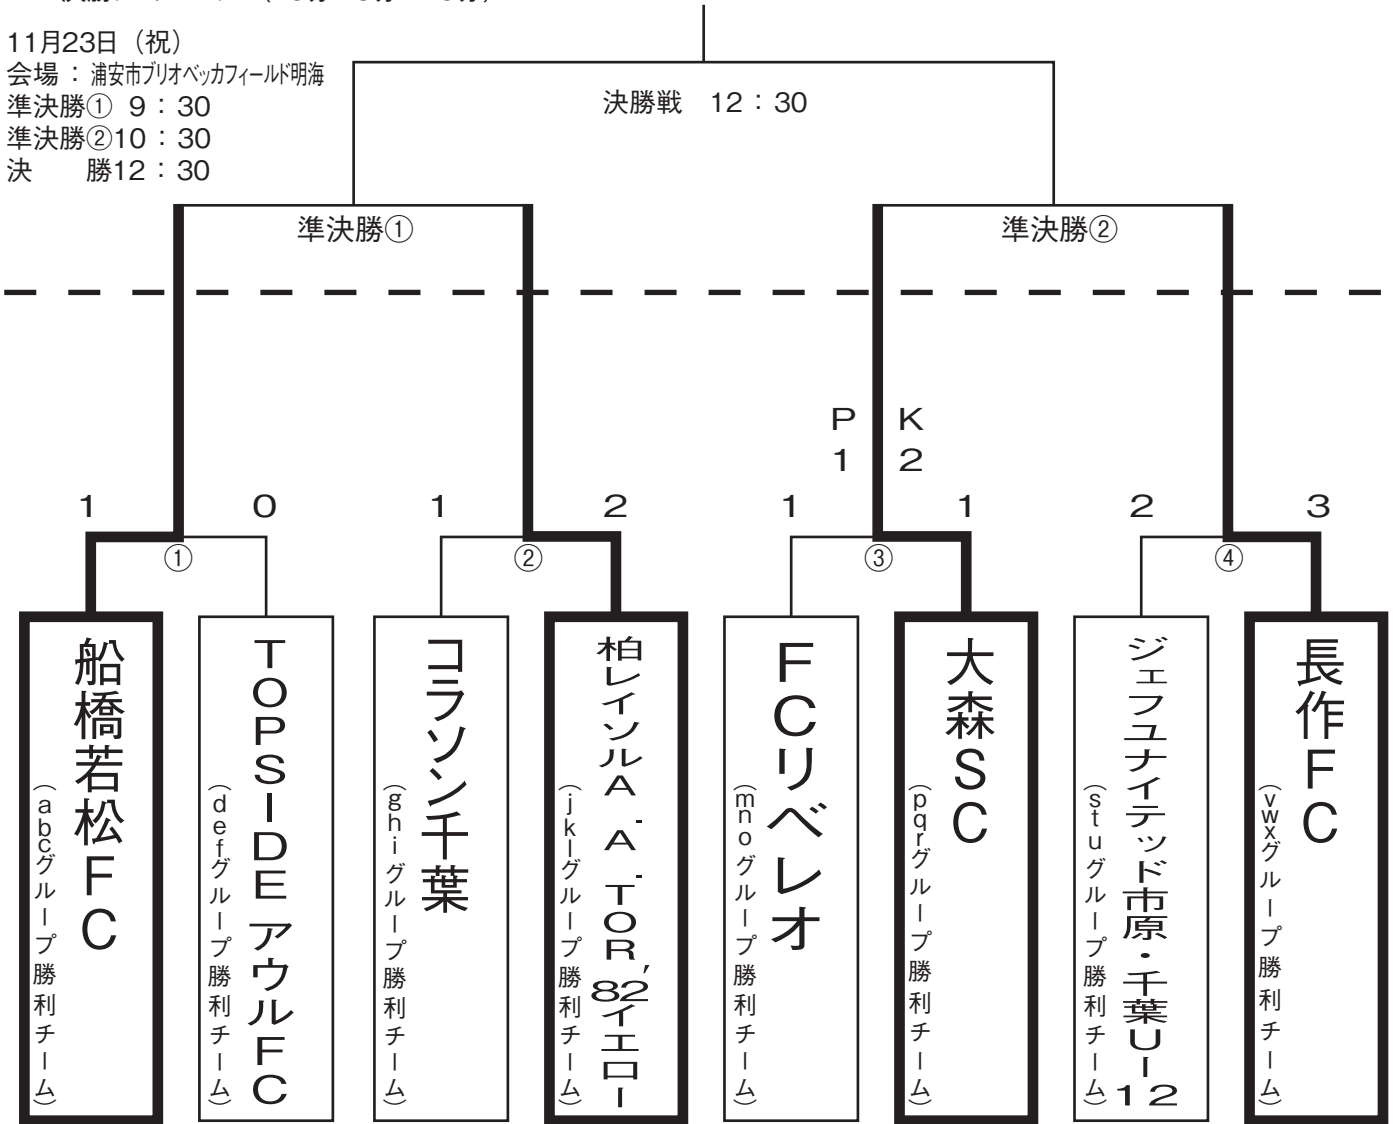 11月23日（祝）
会場：浦安市ブリオベッカフィールド明海
準決勝① 9：30
準決勝②10：30
決　　勝12：30
決勝戦　12：30
準決勝①
準決勝②
P K
1 2
1 0 1 2 1 1 2 3
① ② ③ ④
船橋若松FC
（abcグループ勝利チーム）
TOPSIDE アウルFC
（defグループ勝利チーム）
コラソン千葉
（ghiグループ勝利チーム）
柏レイソルA.A.TOR'82イエロー
（jklグループ勝利チーム）
FCリベレオ
（mnoグループ勝利チーム）
大森SC
（pqrグループ勝利チーム）
ジェフユナイテッド市原・千葉U-12
（stuグループ勝利チーム）
長作FC
（vwxグループ勝利チーム）